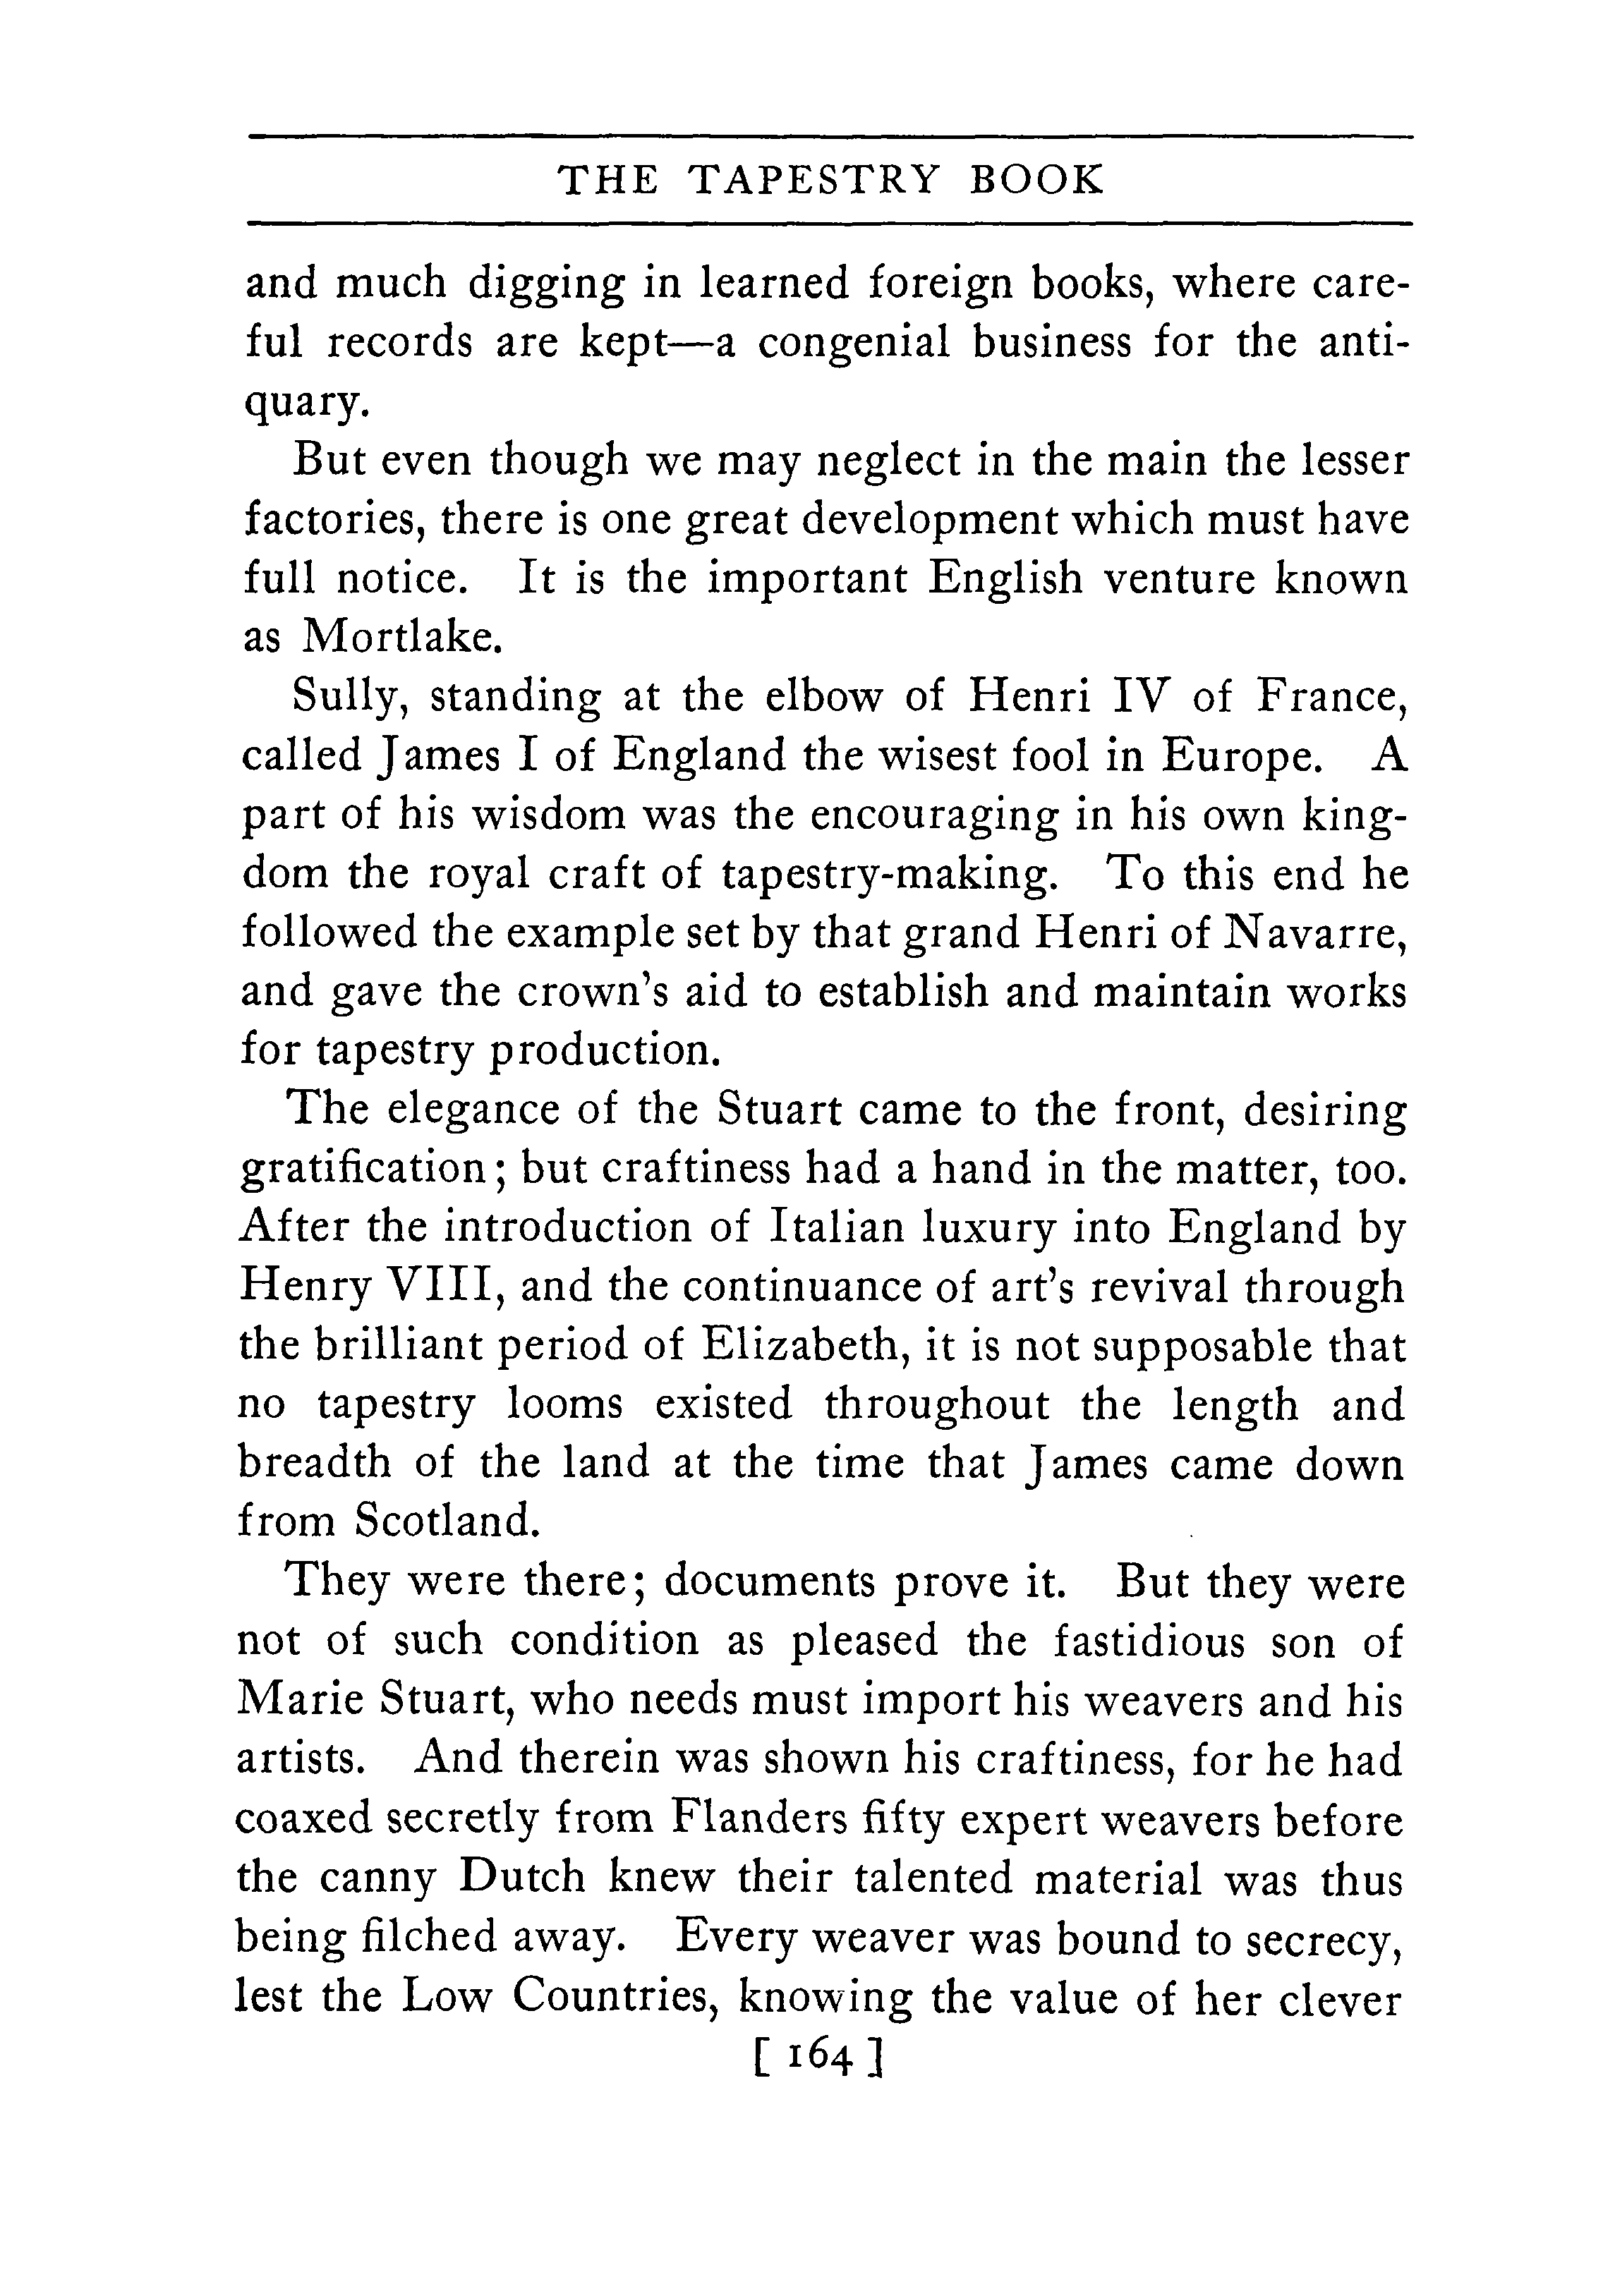 THE TAPESTRY BOOK
and much digging in learned foreign books, where care-
ful records are kept—a congenial business for the anti-
quary.
But even though we may neglect in the main the lesser
factories, there is one great development which must have
full notice. It is the important English venture known
as Mortlake.
Sully, standing at the elbow of Henri IV of France,
called James I of England the wisest fool in Europe. A
part of his wisdom was the encouraging in his own king-
dom the royal craft of tapestry-making. To this end he
followed the example set by that grand Henri of Navarre,
and gave the crown's aid to establish and maintain works
for tapestry production.
The elegance of the Stuart came to the front, desiring
gratification; but craftiness had a hand in the matter, too.
After the introduction of Italian luxury into England by
Henry VIII, and the continuance of art's revival through
the brilliant period of Elizabeth, it is not supposable that
no tapestry looms existed throughout the length and
breadth of the land at the time that James came down
from Scotland.
They were there; documents prove it. But they were
not of such condition as pleased the fastidious son of
Marie Stuart, who needs must import his weavers and his
artists. And therein was shown his craftiness, for he had
coaxed secretly from Flanders fifty expert weavers before
the canny Dutch knew their talented material was thus
being filched away. Every weaver was bound to secrecy,
lest the Low Countries, knowing the value of her clever
[ 164 ]